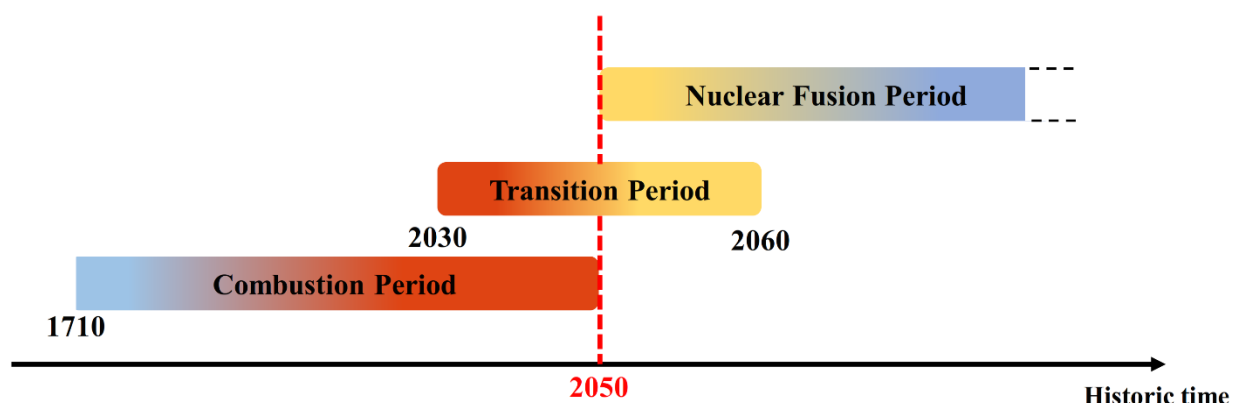 Nuclear Fusion Period
Transition Period
2030
2060
Combustion Period
1710
2050
Historic time